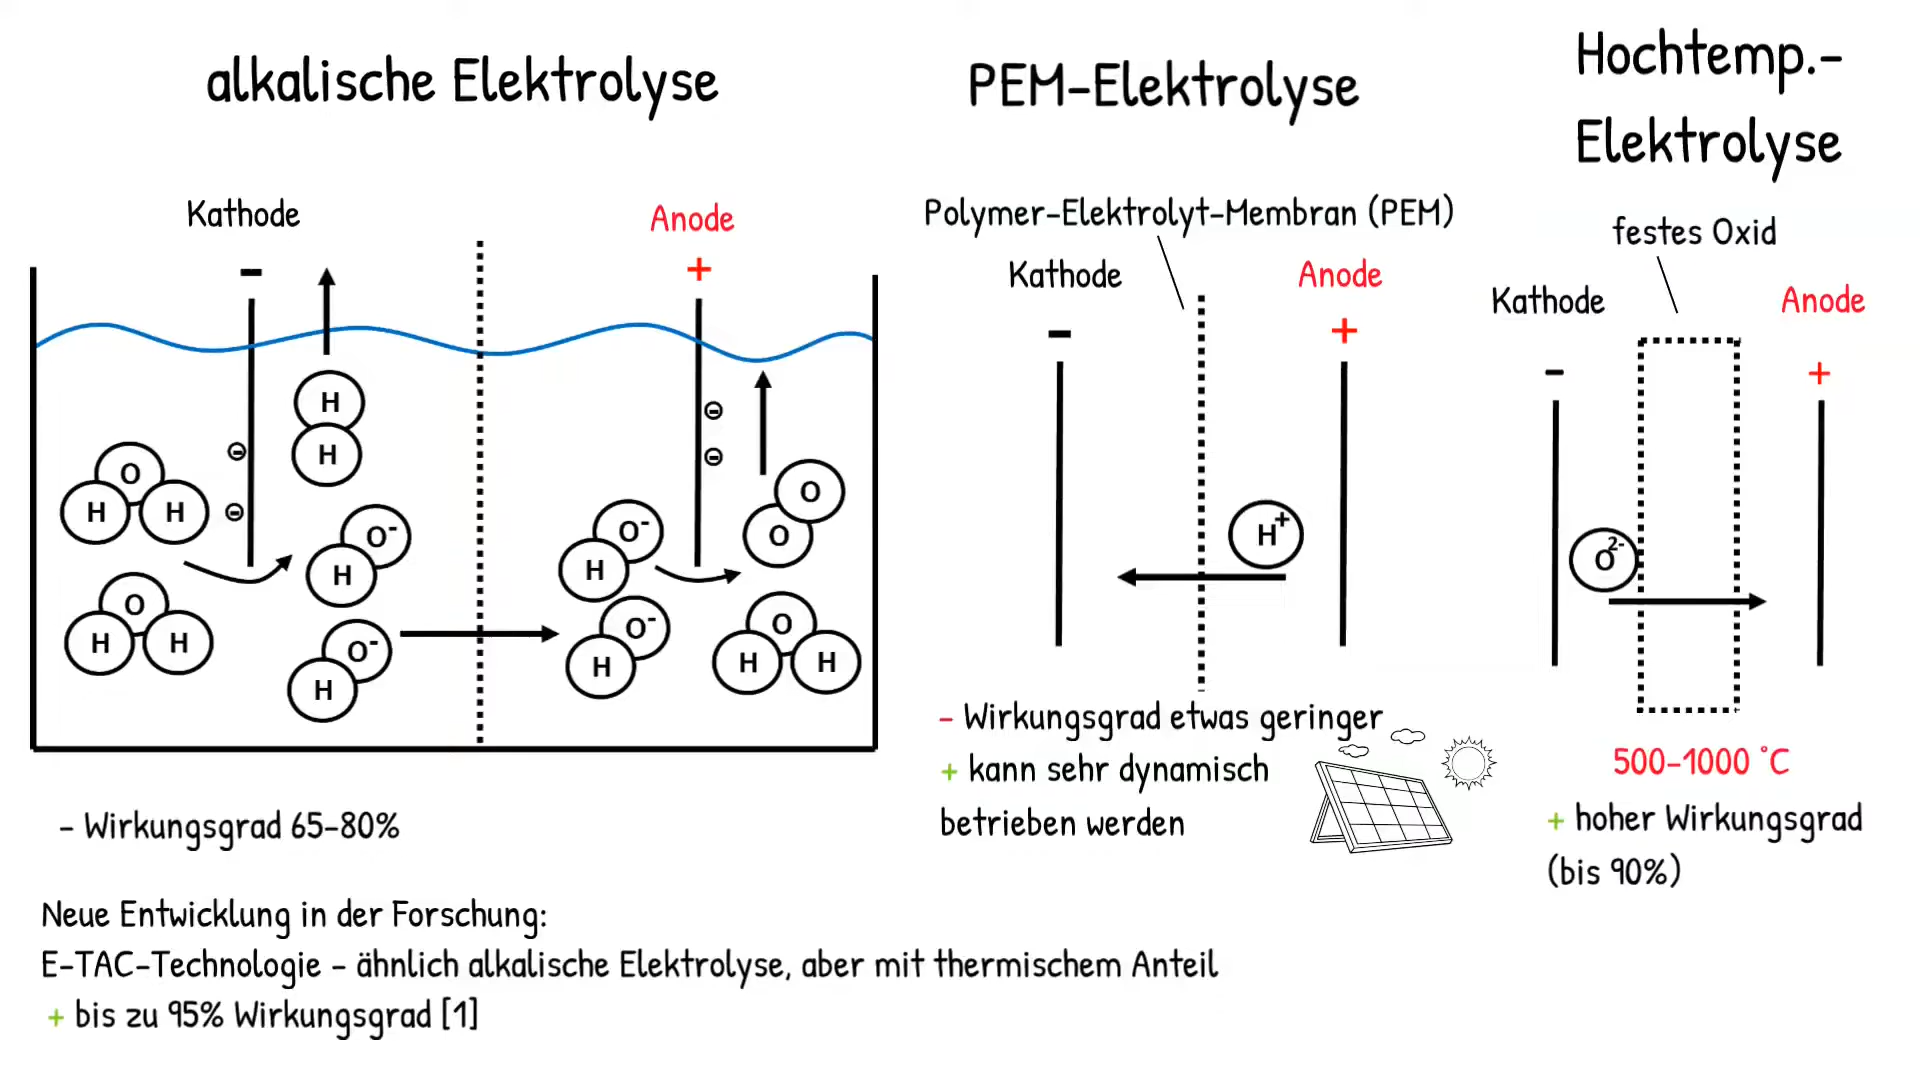 alkalische Elektrolyse
Kathode
Anode
-
+
H
H
O
H
H
O
H
H
O⁻
H
O⁻
H
O⁻
H
O⁻
H
O
O
O
H
H
- Wirkungsgrad 65-80%
PEM-Elektrolyse
Polymer-Elektrolyt-Membran (PEM)
Kathode
Anode
-
+
H⁺
- Wirkungsgrad etwas geringer
+ kann sehr dynamisch
betrieben werden
Hochtemp.-
Elektrolyse
festes Oxid
Kathode
Anode
-
+
O²⁻
500-1000 °C
+ hoher Wirkungsgrad
(bis 90%)
Neue Entwicklung in der Forschung:
E-TAC-Technologie - ähnlich alkalische Elektrolyse, aber mit thermischem Anteil
+ bis zu 95% Wirkungsgrad [1]